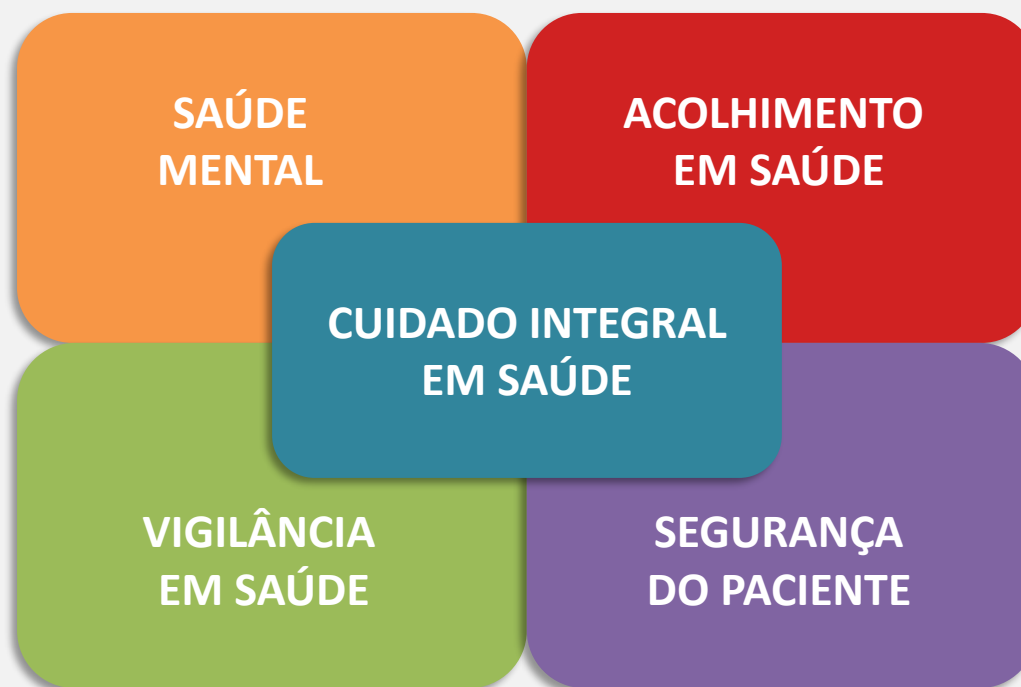 SAÚDE
MENTAL
ACOLHIMENTO
EM SAÚDE
CUIDADO INTEGRAL
EM SAÚDE
VIGILÂNCIA
EM SAÚDE
SEGURANÇA
DO PACIENTE